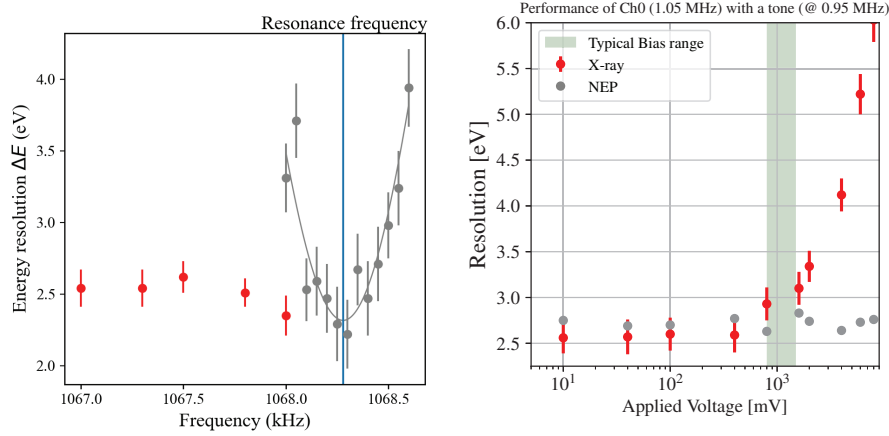 Resonance frequency
Energy resolution ΔE (eV)
4.0
3.5
3.0
2.5
2.0
1067.0
1067.5
1068.0
1068.5
Frequency (kHz)
Performance of Ch0 (1.05 MHz) with a tone (@ 0.95 MHz)
Typical Bias range
X-ray
NEP
Resolution [eV]
6.0
5.5
5.0
4.5
4.0
3.5
3.0
2.5
10¹
10²
10³
Applied Voltage [mV]